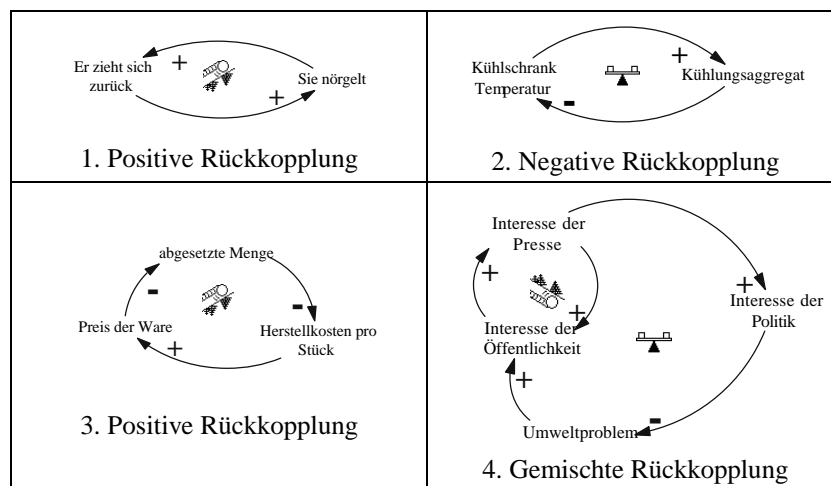 Er zieht sich
zurück
+
Sie nörgelt
+
1. Positive Rückkopplung
Kühlschrank
Temperatur
+
Kühlungsaggregat
-
2. Negative Rückkopplung
abgesetzte Menge
-
-
Preis der Ware
Herstellkosten pro
Stück
+
3. Positive Rückkopplung
Interesse der
Presse
+
+
+
Interesse der
Politik
Interesse der
Öffentlichkeit
+
-
Umweltproblem
4. Gemischte Rückkopplung